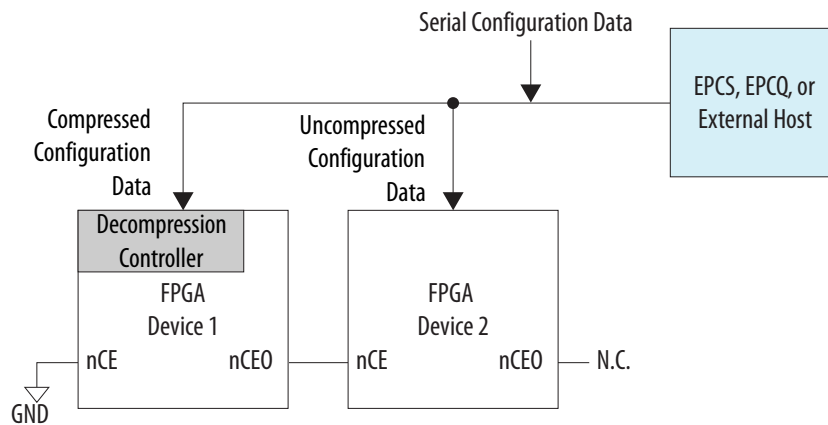 Serial Configuration Data
EPCS, EPCQ, or
External Host
Compressed
Configuration
Data
Uncompressed
Configuration
Data
Decompression
Controller
FPGA
Device 1
nCE
nCEO
FPGA
Device 2
nCE
nCEO
N.C.
GND